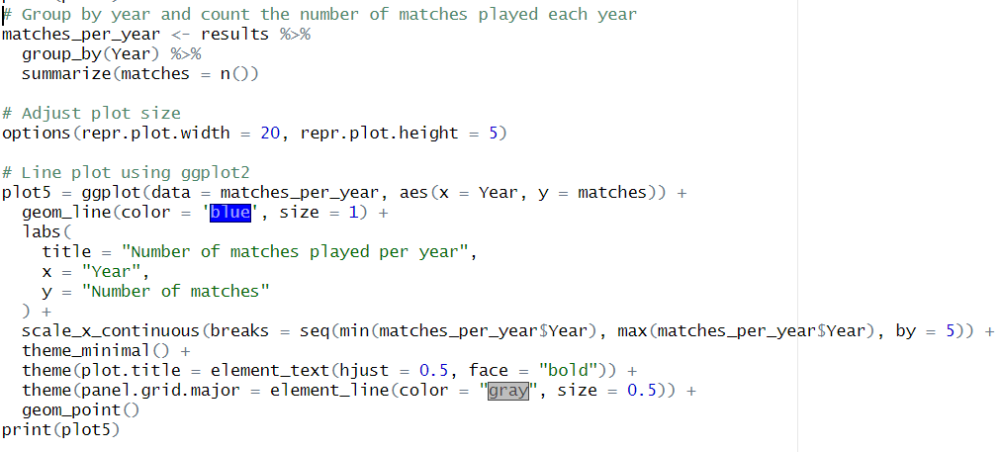 # Group by year and count the number of matches played each year
matches_per_year <- results %>%
  group_by(Year) %>%
  summarize(matches = n())

# Adjust plot size
options(repr.plot.width = 20, repr.plot.height = 5)

# Line plot using ggplot2
plot5 = ggplot(data = matches_per_year, aes(x = Year, y = matches)) +
  geom_line(color = 'blue', size = 1) +
  labs(
    title = "Number of matches played per year",
    x = "Year",
    y = "Number of matches"
  ) +
  scale_x_continuous(breaks = seq(min(matches_per_year$Year), max(matches_per_year$Year), by = 5)) +
  theme_minimal() +
  theme(plot.title = element_text(hjust = 0.5, face = "bold")) +
  theme(panel.grid.major = element_line(color = "gray", size = 0.5)) +
  geom_point()
print(plot5)